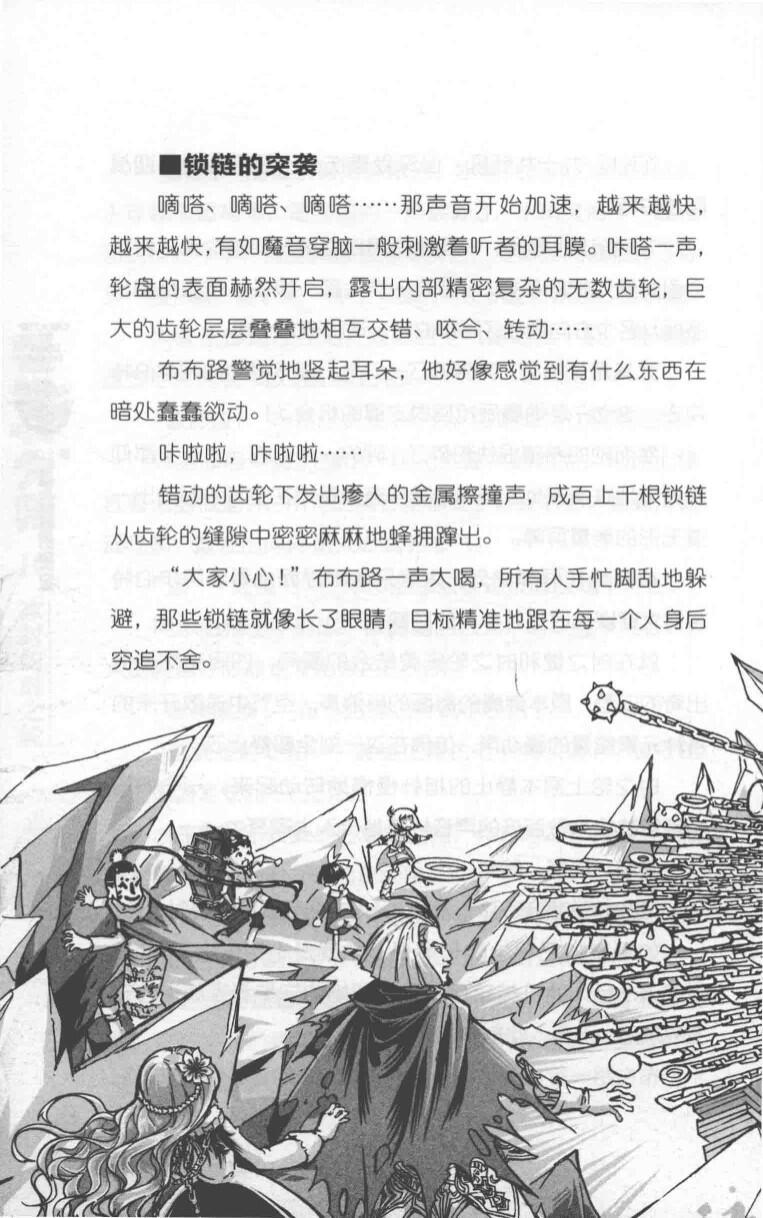 ■锁链的突袭
嘀嗒、嘀嗒、嘀嗒……那声音开始加速，越来越快，
越来越快，有如魔音穿脑一般刺激着听者的耳膜。咔嗒一声，
轮盘的表面赫然开启，露出内部精密复杂的无数齿轮，巨
大的齿轮层层叠叠地相互交错、咬合、转动……
布布路警觉地竖起耳朵，他好像感觉到有什么东西在
暗处蠢蠢欲动。
咔啦啦，咔啦啦……
错动的齿轮下发出瘆人的金属擦撞声，成百上千根锁链
从齿轮的缝隙中密密麻麻地蜂拥蹿出。
“大家小心！”布布路一声大喝，所有人手忙脚乱地躲
避，那些锁链就像长了眼睛，目标精准地跟在每一个人身后
穷追不舍。